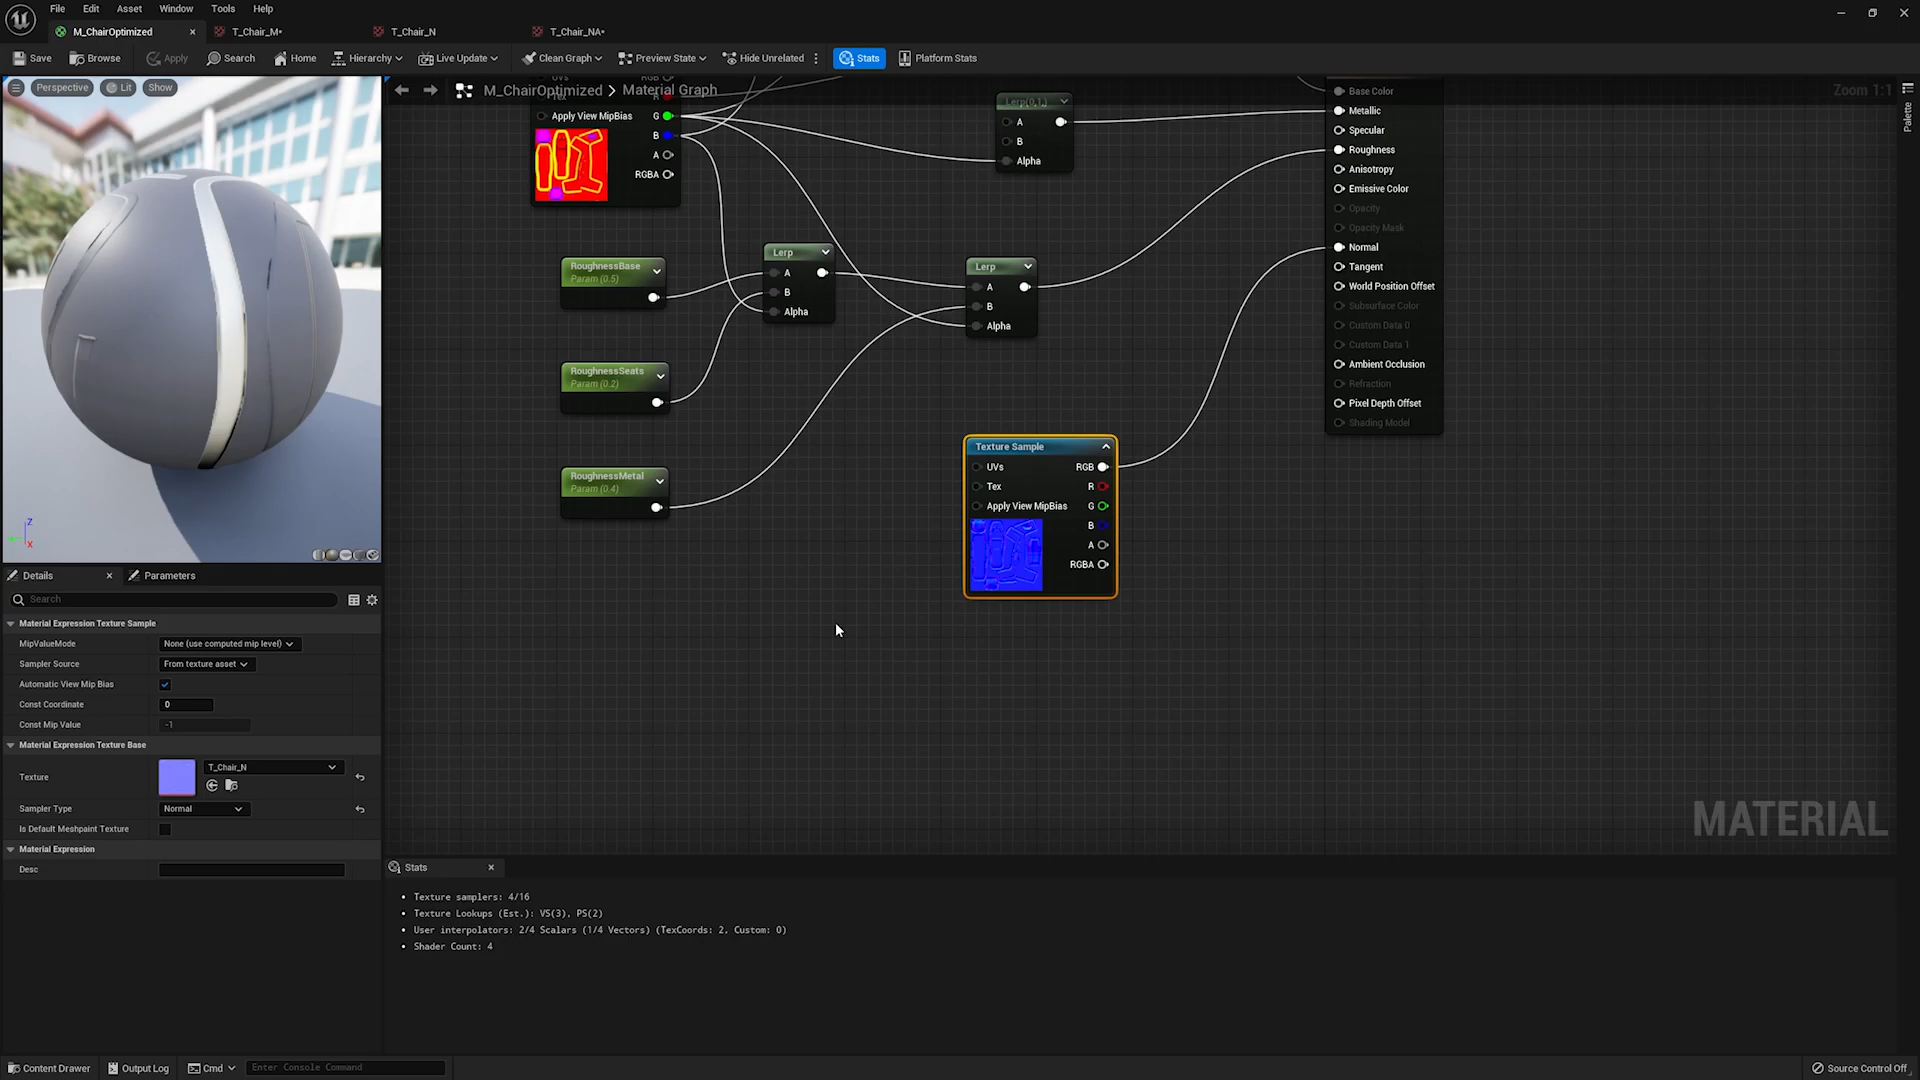 File Edit Asset Window Tools Help
M_ChairOptimized T_Chair_M• T_Chair_N T_Chair_NA•
Save Browse Apply Search Home Hierarchy Live Update Clean Graph Preview State Hide Unrelated Stats Platform Stats
Perspective Lit Show
M_ChairOptimized > Material Graph
Zoom 1:1
Palette
UVs RGB
Tex R
Apply View MipBias G
B
A
RGBA
Lerp(0,1)
A
B
Alpha
Base Color
Metallic
Specular
Roughness
Anisotropy
Emissive Color
Opacity
Opacity Mask
Normal
Tangent
World Position Offset
Subsurface Color
Custom Data 0
Custom Data 1
Ambient Occlusion
Refraction
Pixel Depth Offset
Shading Model
RoughnessBase
Param (0.5)
Lerp
A
B
Alpha
Lerp
A
B
Alpha
RoughnessSeats
Param (0.2)
RoughnessMetal
Param (0.4)
Texture Sample
UVs RGB
Tex R
Apply View MipBias G
B
A
RGBA
MATERIAL
Z
X
Details Parameters
Search
Material Expression Texture Sample
MipValueMode None (use computed mip level)
Sampler Source From texture asset
Automatic View Mip Bias
Const Coordinate 0
Const Mip Value -1
Material Expression Texture Base
Texture T_Chair_N
Sampler Type Normal
Is Default Meshpaint Texture
Material Expression
Desc
Stats
• Texture samplers: 4/16
• Texture Lookups (Est.): VS(3), PS(2)
• User interpolators: 2/4 Scalars (1/4 Vectors) (TexCoords: 2, Custom: 0)
• Shader Count: 4
Content Drawer Output Log Cmd Enter Console Command Source Control Off